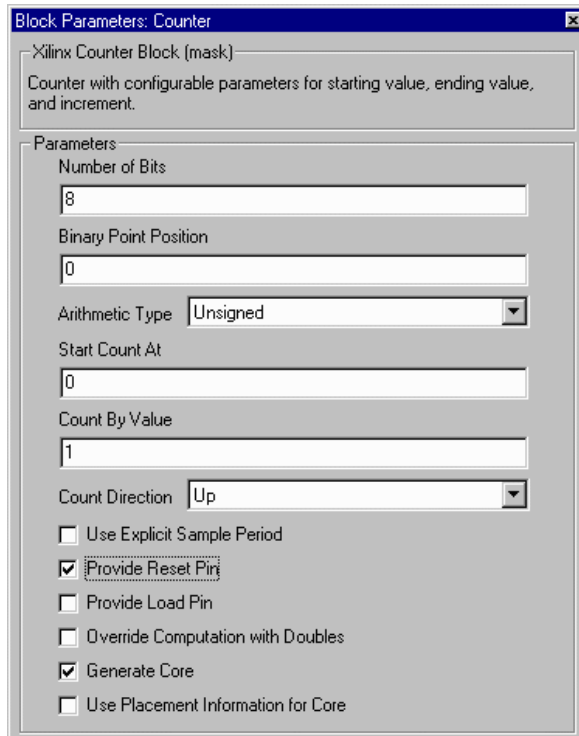 Block Parameters: Counter
Xilinx Counter Block (mask)
Counter with configurable parameters for starting value, ending value,
and increment.
Parameters
Number of Bits
8
Binary Point Position
0
Arithmetic Type Unsigned
Start Count At
0
Count By Value
1
Count Direction Up
Use Explicit Sample Period
Provide Reset Pin
Provide Load Pin
Override Computation with Doubles
Generate Core
Use Placement Information for Core